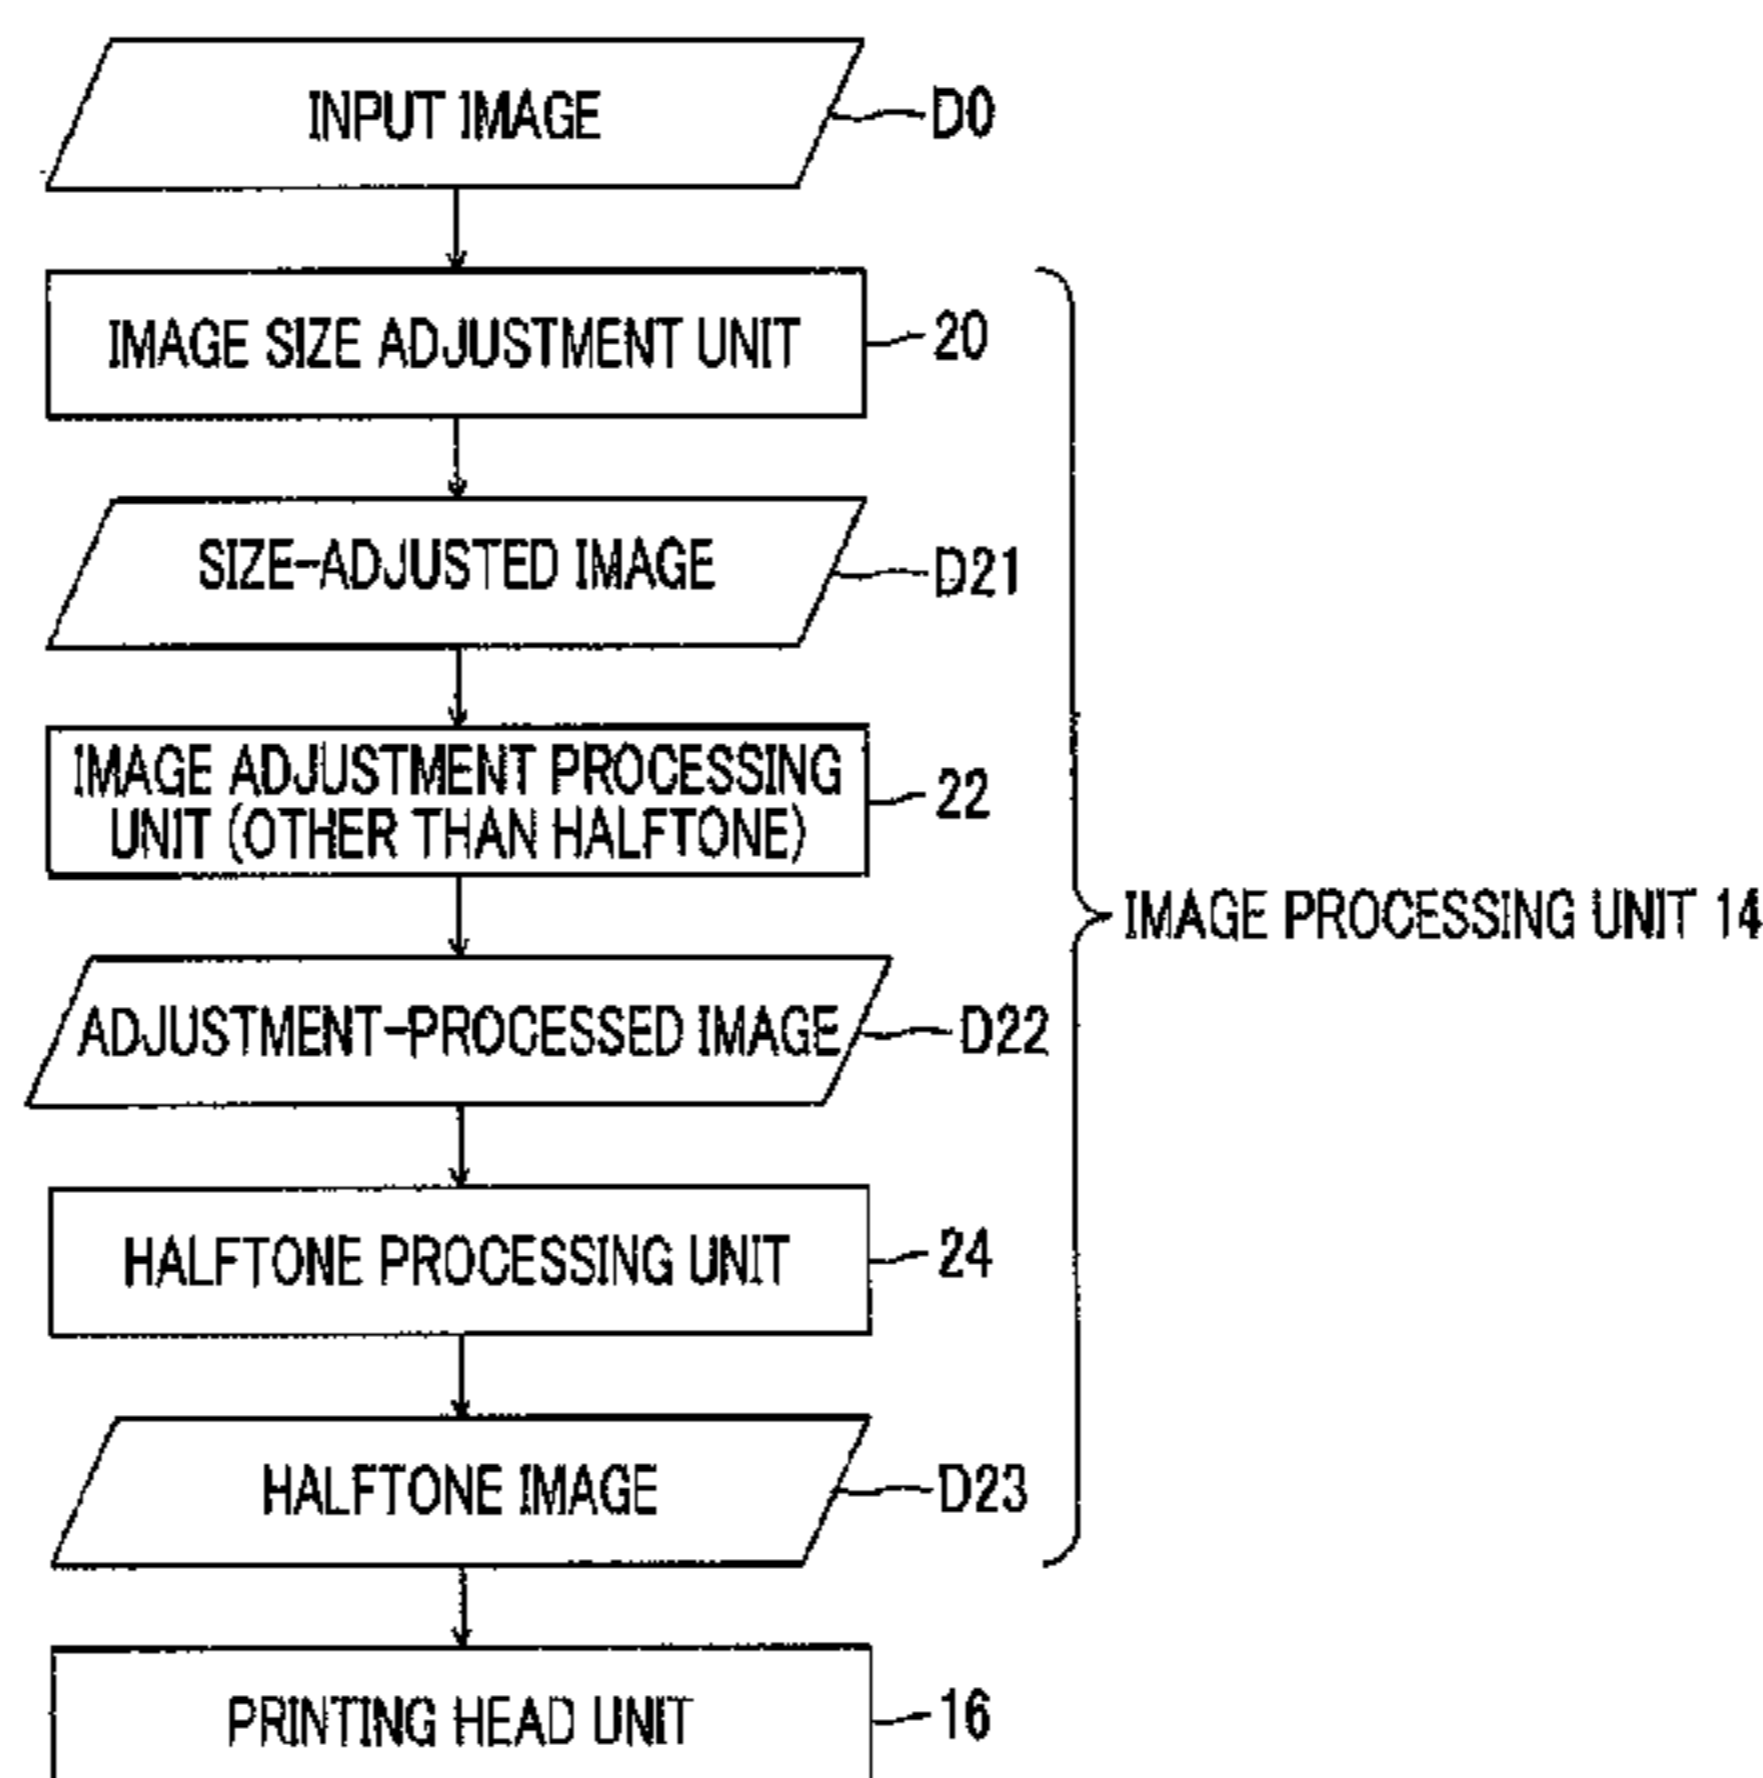 INPUT IMAGE
D0
IMAGE SIZE ADJUSTMENT UNIT
20
SIZE-ADJUSTED IMAGE
D21
IMAGE ADJUSTMENT PROCESSING
UNIT (OTHER THAN HALFTONE)
22
IMAGE PROCESSING UNIT 14
ADJUSTMENT-PROCESSED IMAGE
D22
HALFTONE PROCESSING UNIT
24
HALFTONE IMAGE
D23
PRINTING HEAD UNIT
16